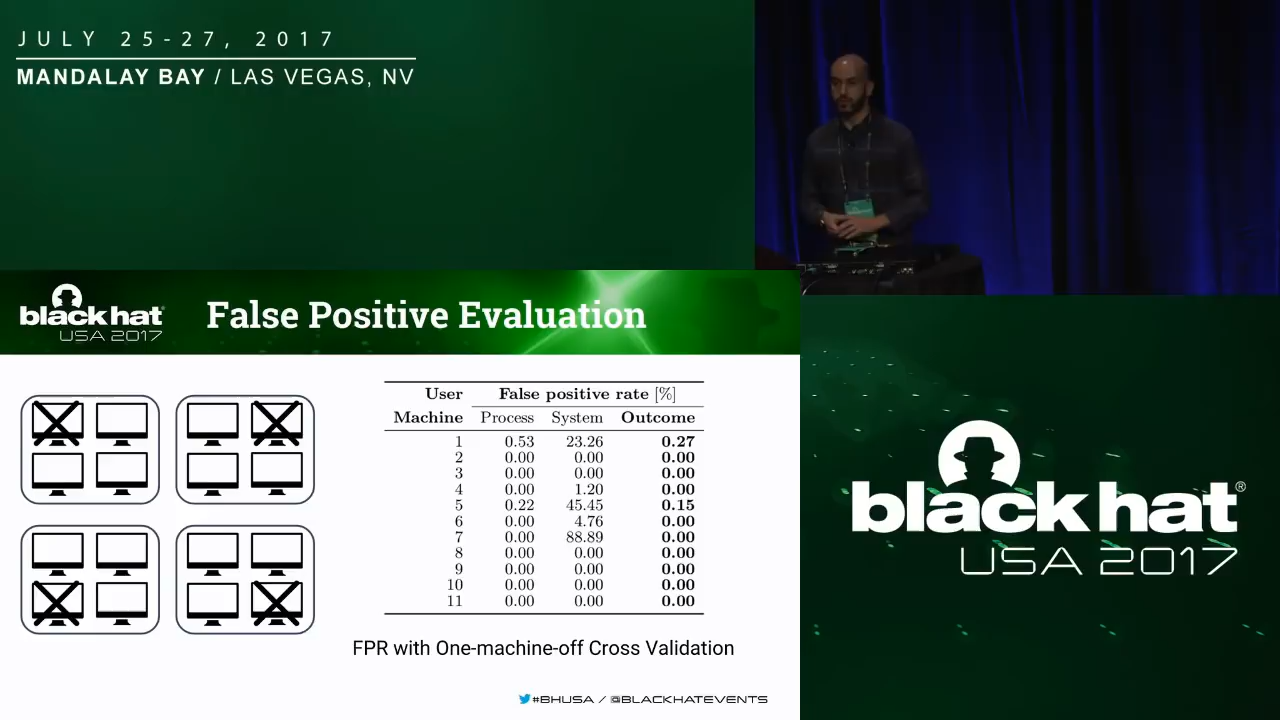 JULY 25-27, 2017
MANDALAY BAY / LAS VEGAS, NV
black hat®
USA 2017
False Positive Evaluation
User False positive rate [%]
Machine Process System Outcome
1 0.53 23.26 0.27
2 0.00 0.00 0.00
3 0.00 0.00 0.00
4 0.00 1.20 0.00
5 0.22 45.45 0.15
6 0.00 4.76 0.00
7 0.00 88.89 0.00
8 0.00 0.00 0.00
9 0.00 0.00 0.00
10 0.00 0.00 0.00
11 0.00 0.00 0.00
FPR with One-machine-off Cross Validation
#BHUSA / @BLACKHATEVENTS
black hat®
USA 2017